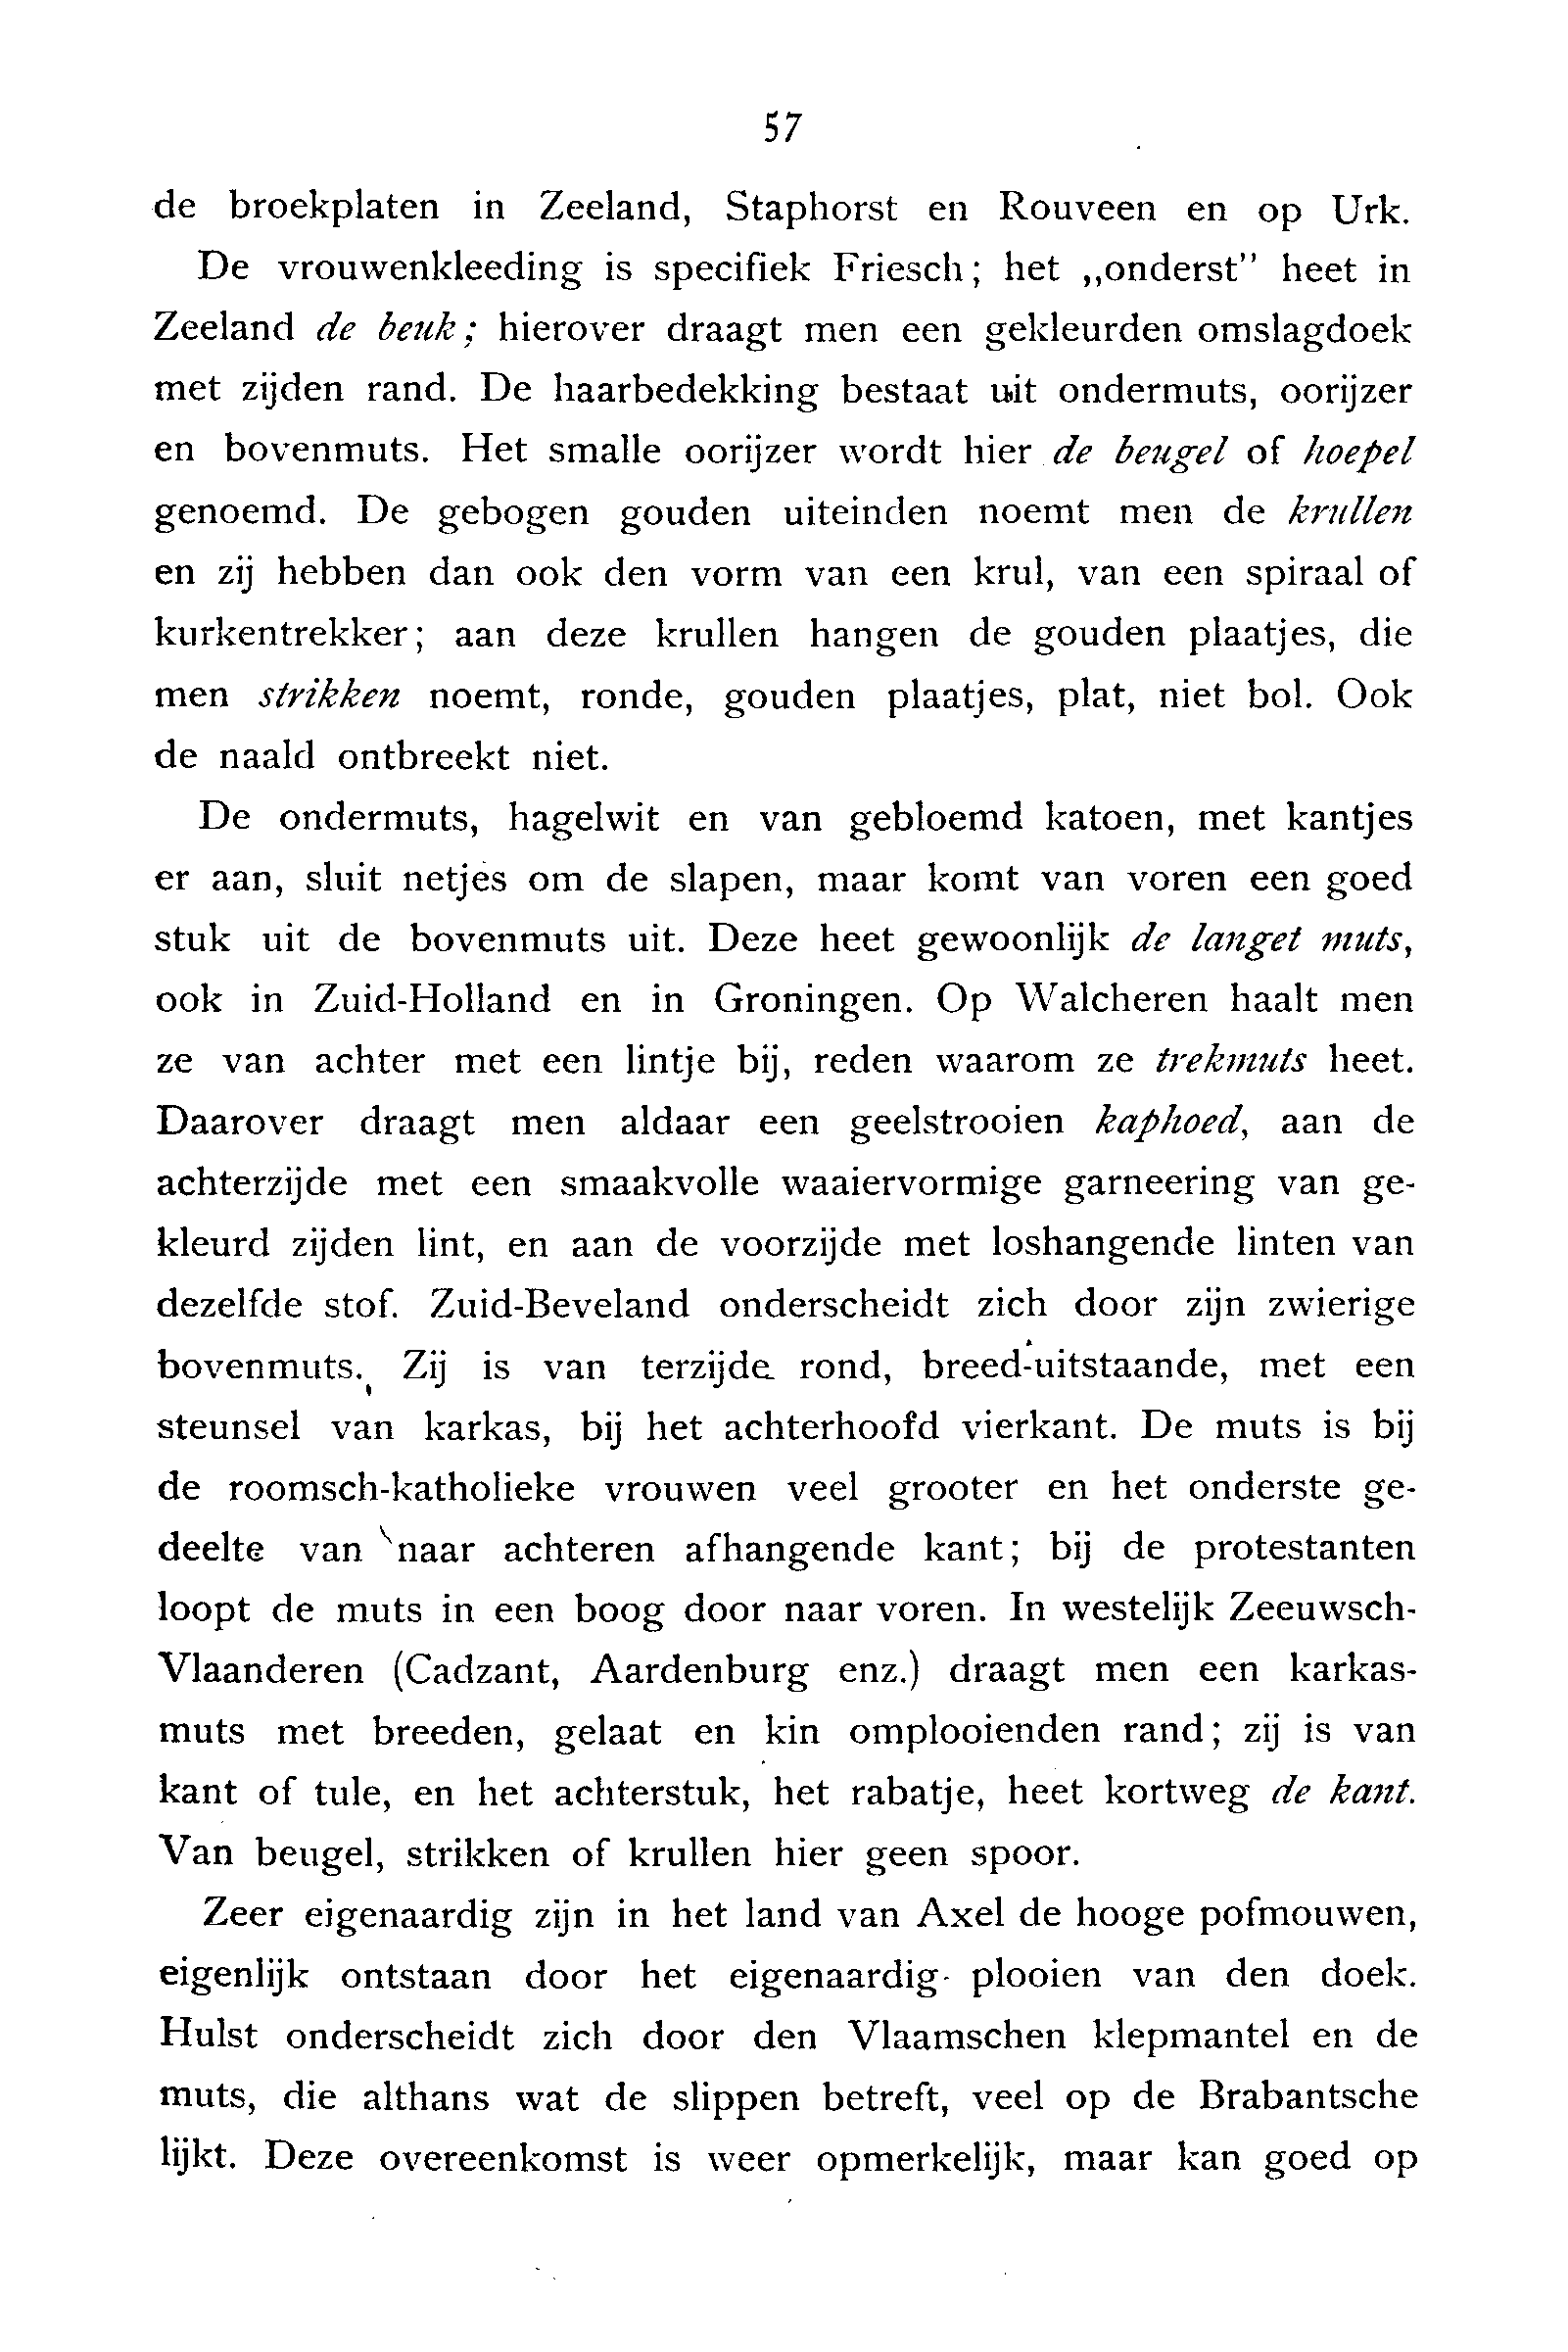 57
de broekplaten in Zeeland, Staphorst en Rouveen en op Urk.
De vrouwenkleeding is specifiek Friesch; het „onderst” heet in
Zeeland de beuk; hierover draagt men een gekleurden omslagdoek
met zijden rand. De haarbedekking bestaat uit ondermuts, oorijzer
en bovenmuts. Het smalle oorijzer wordt hier de beugel of hoepel
genoemd. De gebogen gouden uiteinden noemt men de krullen
en zij hebben dan ook den vorm van een krul, van een spiraal of
kurkentrekker; aan deze krullen hangen de gouden plaatjes, die
men strikken noemt, ronde, gouden plaatjes, plat, niet bol. Ook
de naald ontbreekt niet.
De ondermuts, hagelwit en van gebloemd katoen, met kantjes
er aan, sluit netjes om de slapen, maar komt van voren een goed
stuk uit de bovenmuts uit. Deze heet gewoonlijk de langet muts,
ook in Zuid-Holland en in Groningen. Op Walcheren haalt men
ze van achter met een lintje bij, reden waarom ze trekmuts heet.
Daarover draagt men aldaar een geelstrooien kaphoed, aan de
achterzijde met een smaakvolle waaiervormige garneering van ge-
kleurd zijden lint, en aan de voorzijde met loshangende linten van
dezelfde stof. Zuid-Beveland onderscheidt zich door zijn zwierige
bovenmuts. Zij is van terzijde rond, breed-uitstaande, met een
steunsel van karkas, bij het achterhoofd vierkant. De muts is bij
de roomsch-katholieke vrouwen veel grooter en het onderste ge-
deelte van naar achteren afhangende kant; bij de protestanten
loopt de muts in een boog door naar voren. In westelijk Zeeuwsch-
Vlaanderen (Cadzant, Aardenburg enz.) draagt men een karkas-
muts met breeden, gelaat en kin omplooienden rand; zij is van
kant of tule, en het achterstuk, het rabatje, heet kortweg de kant.
Van beugel, strikken of krullen hier geen spoor.
Zeer eigenaardig zijn in het land van Axel de hooge pofmouwen,
eigenlijk ontstaan door het eigenaardig plooien van den doek.
Hulst onderscheidt zich door den Vlaamschen klepmantel en de
muts, die althans wat de slippen betreft, veel op de Brabantsche
lijkt. Deze overeenkomst is weer opmerkelijk, maar kan goed op